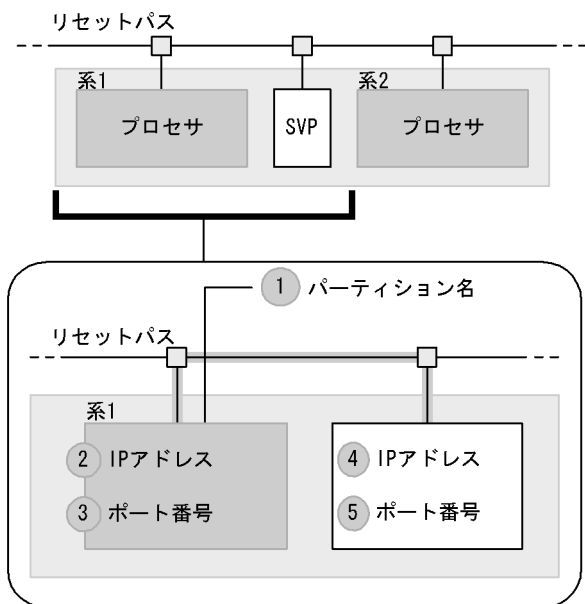 リセットパス
系1
系2
プロセサ
SVP
プロセサ
1 パーティション名
リセットパス
系1
2 IPアドレス
4 IPアドレス
3 ポート番号
5 ポート番号